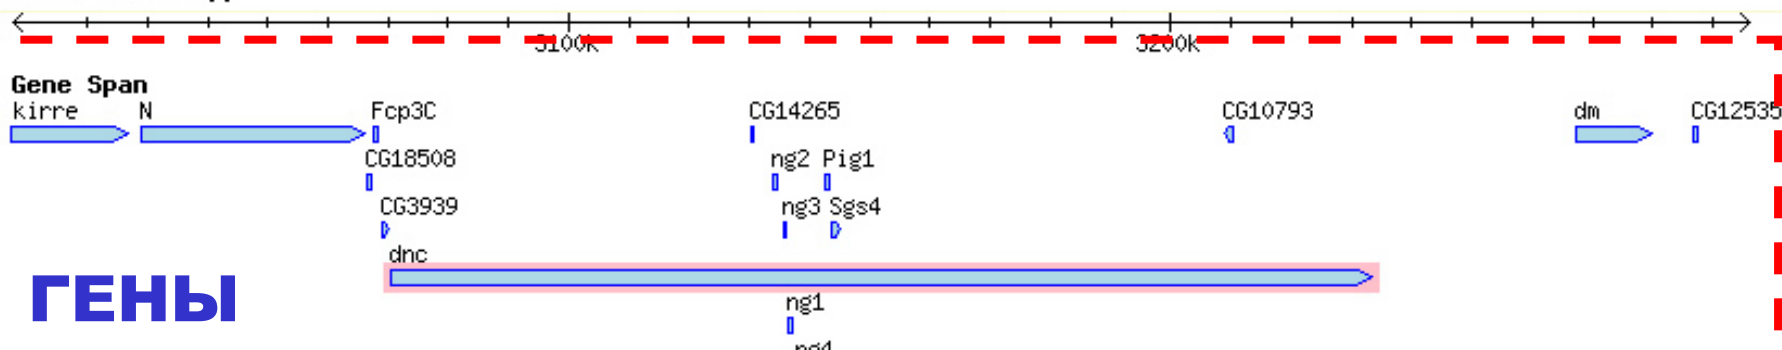 3100k 3200k
Gene Span
kirre N Fcp3C CG14265 CG10793 dm CG12535
CG18508 ng2 Pig1
CG3939 ng3 Sgs4
dnc
ГЕНЫ
ng1